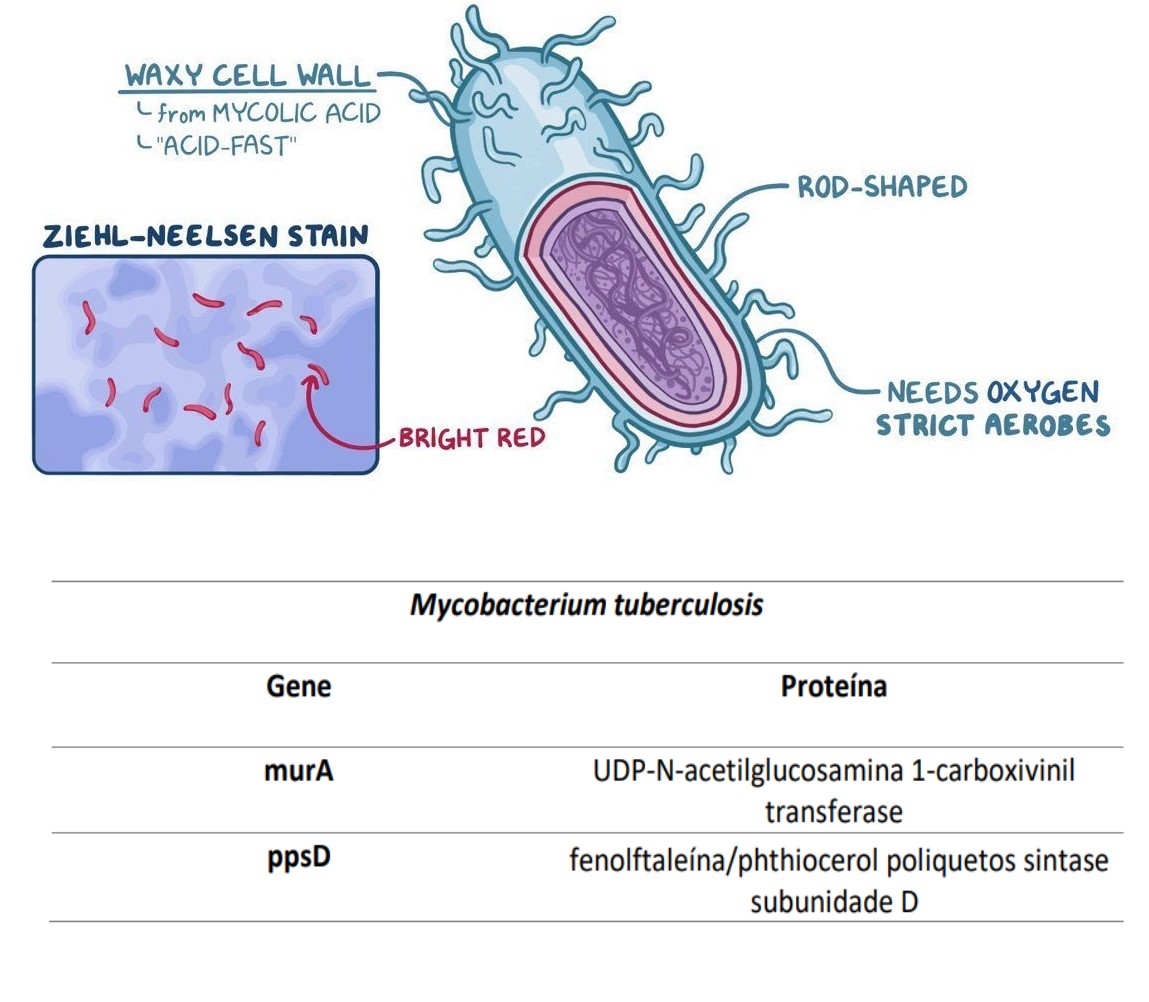 WAXY CELL WALL
from MYCOLIC ACID
"ACID-FAST"
ROD-SHAPED
ZIEHL-NEELSEN STAIN
BRIGHT RED
NEEDS OXYGEN
STRICT AEROBES
Mycobacterium tuberculosis
Gene Proteína
murA UDP-N-acetilglucosamina 1-carboxivinil
transferase
ppsD fenolftaleína/phthiocerol poliquetos sintase
subunidade D